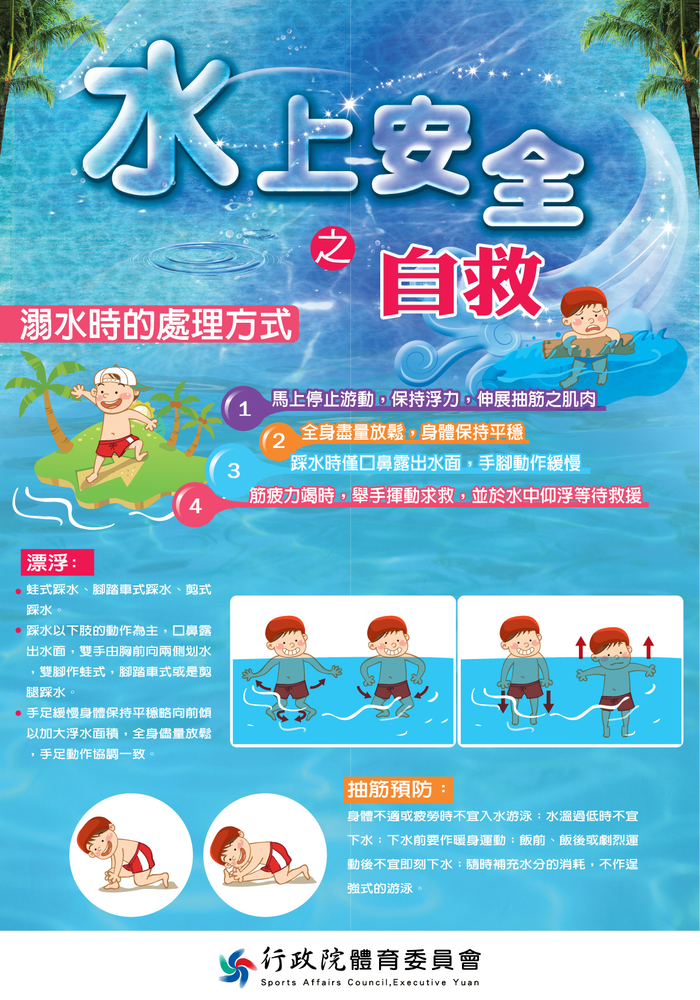 水上安全
之
自救
溺水時的處理方式
1 馬上停止游動，保持浮力，伸展抽筋之肌肉
2 全身盡量放鬆，身體保持平穩
3 踩水時僅口鼻露出水面，手腳動作緩慢
4 筋疲力竭時，舉手揮動求救，並於水中仰浮等待救援
漂浮：
• 蛙式踩水、腳踏車式踩水、剪式
踩水。
• 踩水以下肢的動作為主，口鼻露
出水面，雙手由胸前向兩側划水
，雙腳作蛙式，腳踏車式或是剪
腿踩水。
• 手足緩慢身體保持平穩略向前傾
以加大浮水面積，全身儘量放鬆
，手足動作協調一致。
抽筋預防：
身體不適或疲勞時不宜入水游泳；水溫過低時不宜
下水；下水前要作暖身運動；飯前、飯後或劇烈運
動後不宜即刻下水；隨時補充水分的消耗，不作逞
強式的游泳。
行政院體育委員會
Sports Affairs Council,Executive Yuan